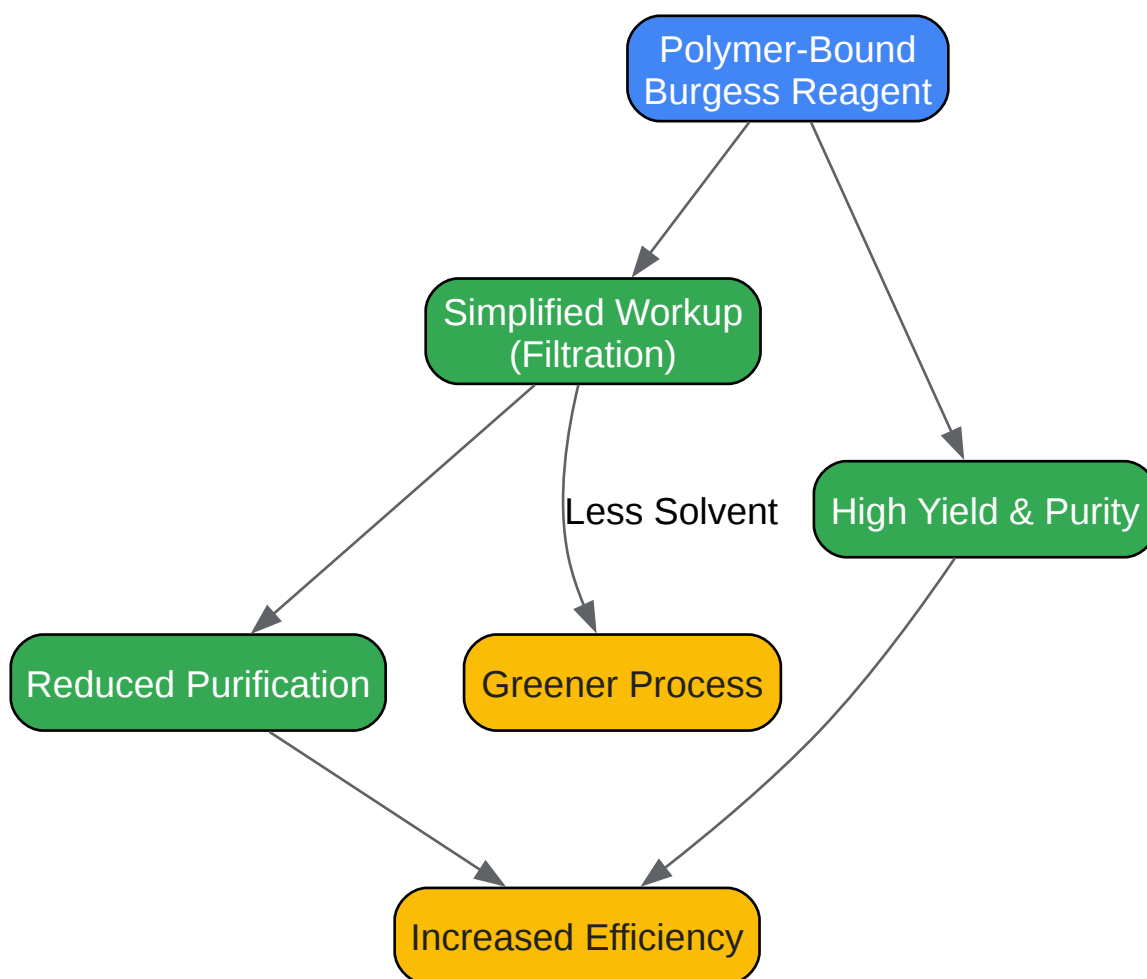 Polymer-Bound
Burgess Reagent
Simplified Workup
(Filtration)
Less Solvent
High Yield & Purity
Reduced Purification
Greener Process
Increased Efficiency